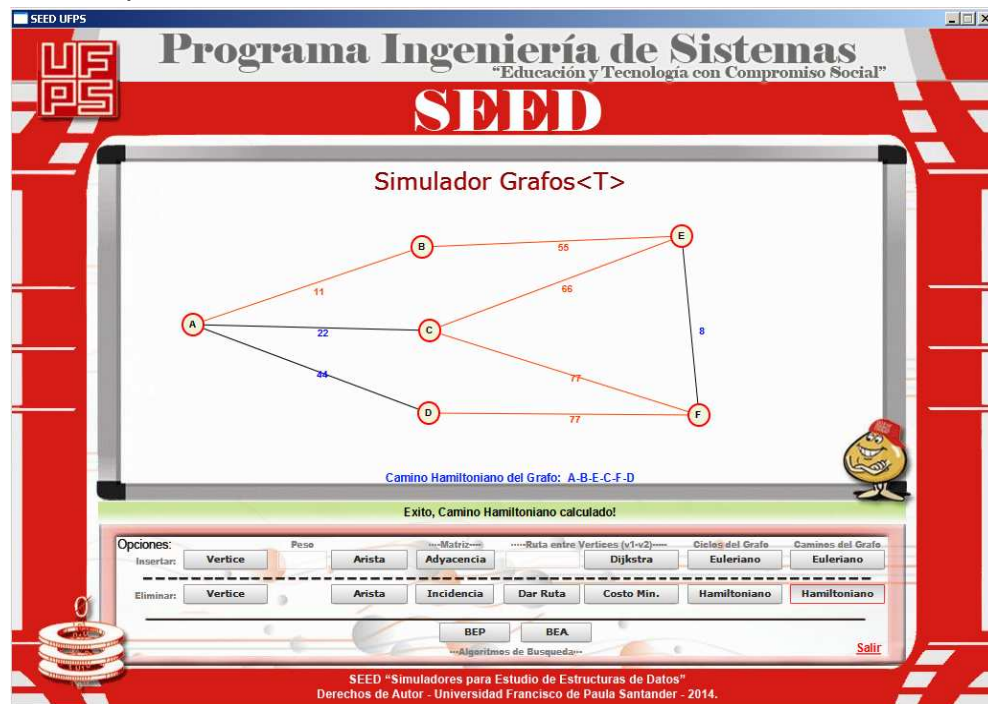 SEED UFPS
UFPS
Programa Ingeniería de Sistemas
“Educación y Tecnología con Compromiso Social”
SEED
Simulador Grafos<T>
B
E
55
11
66
A
C
22
8
44
77
D
F
77
Camino Hamiltoniano del Grafo: A-B-E-C-F-D
Exito, Camino Hamiltoniano calculado!
Opciones: Peso ----Matriz---- -----Ruta entre Vertices (v1-v2)----- Ciclos del Grafo Caminos del Grafo
Insertar: Vertice Arista Adyacencia Dijkstra Euleriano Euleriano
Eliminar: Vertice Arista Incidencia Dar Ruta Costo Min. Hamiltoniano Hamiltoniano
BEP BEA
---Algoritmos de Busqueda---
Salir
SEED “Simuladores para Estudio de Estructuras de Datos”
Derechos de Autor - Universidad Francisco de Paula Santander - 2014.